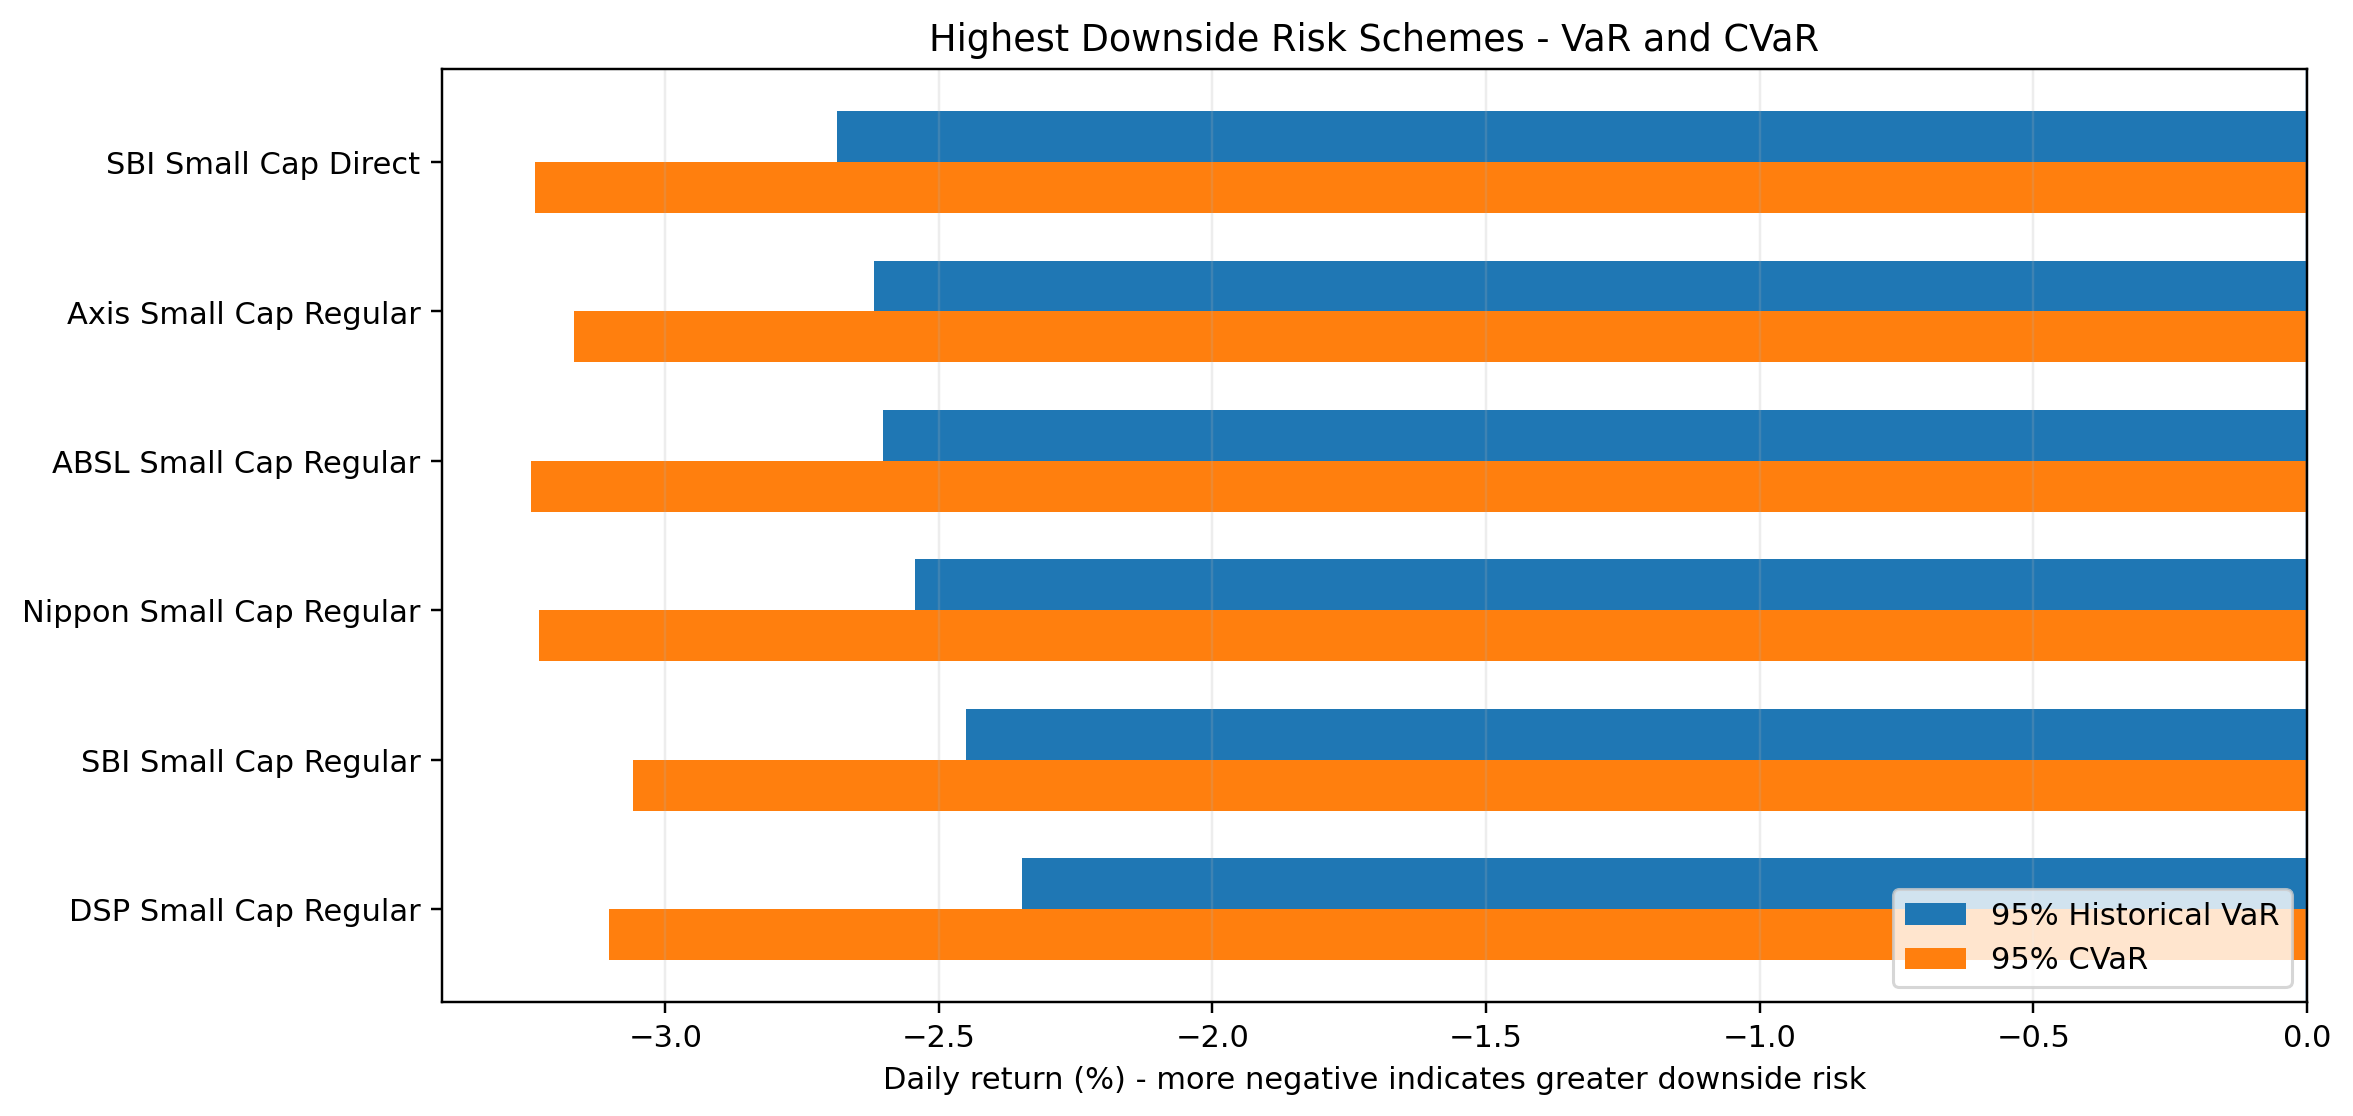 Highest Downside Risk Schemes - VaR and CVaR
SBI Small Cap Direct
Axis Small Cap Regular
ABSL Small Cap Regular
Nippon Small Cap Regular
SBI Small Cap Regular
DSP Small Cap Regular
95% Historical VaR
95% CVaR
−3.0 −2.5 −2.0 −1.5 −1.0 −0.5 0.0
Daily return (%) - more negative indicates greater downside risk